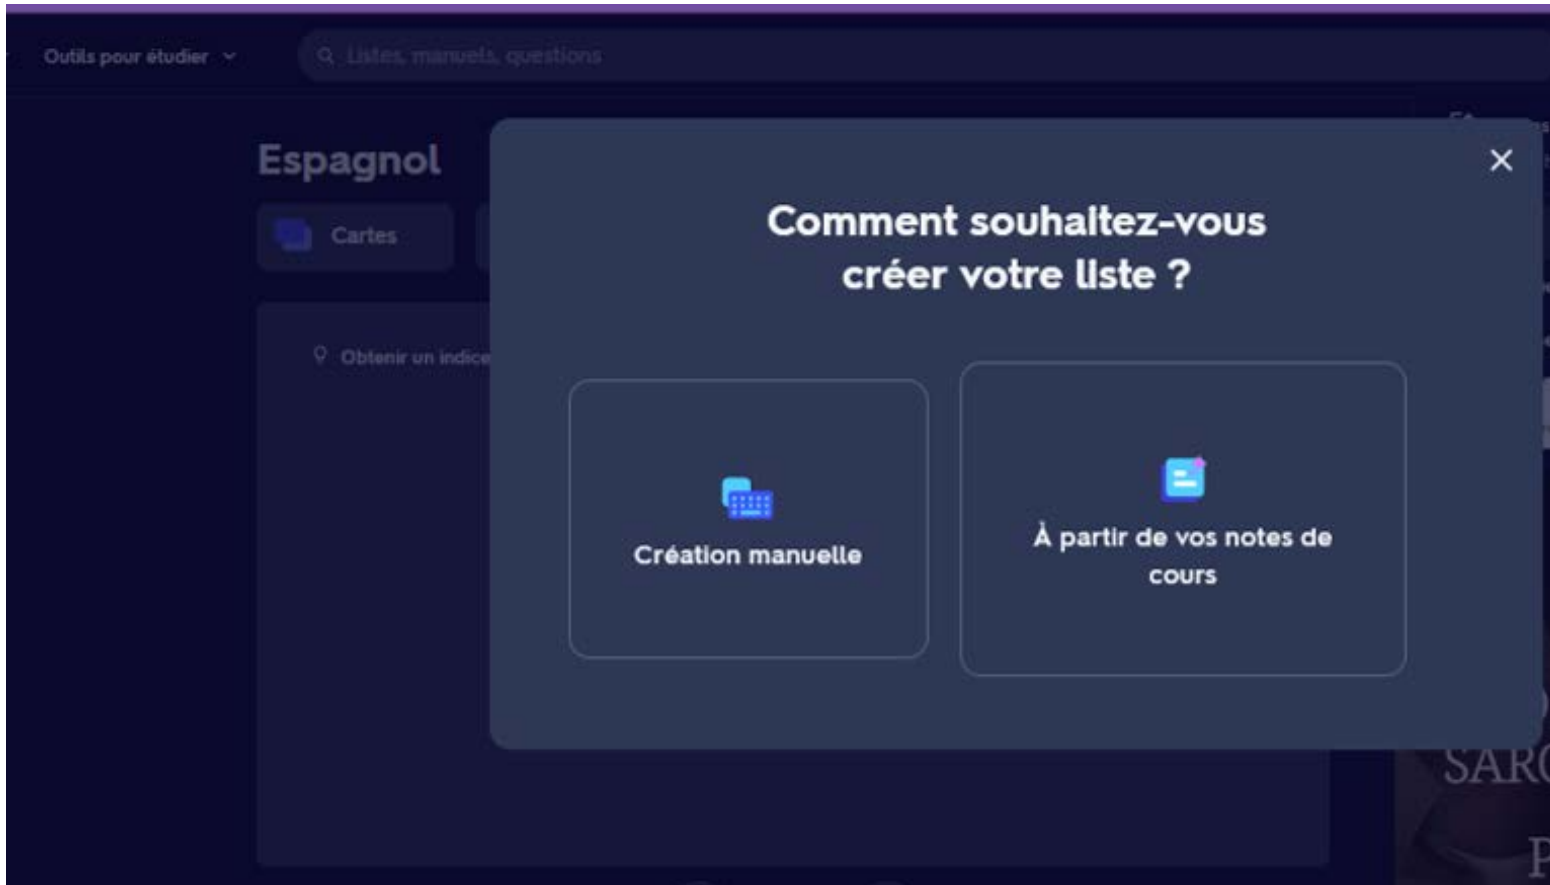 Outils pour étudier
Listes, manuels, questions
Espagnol
Cartes
Obtenir un indice
Comment souhaitez-vous
créer votre liste ?
Création manuelle
À partir de vos notes de
cours